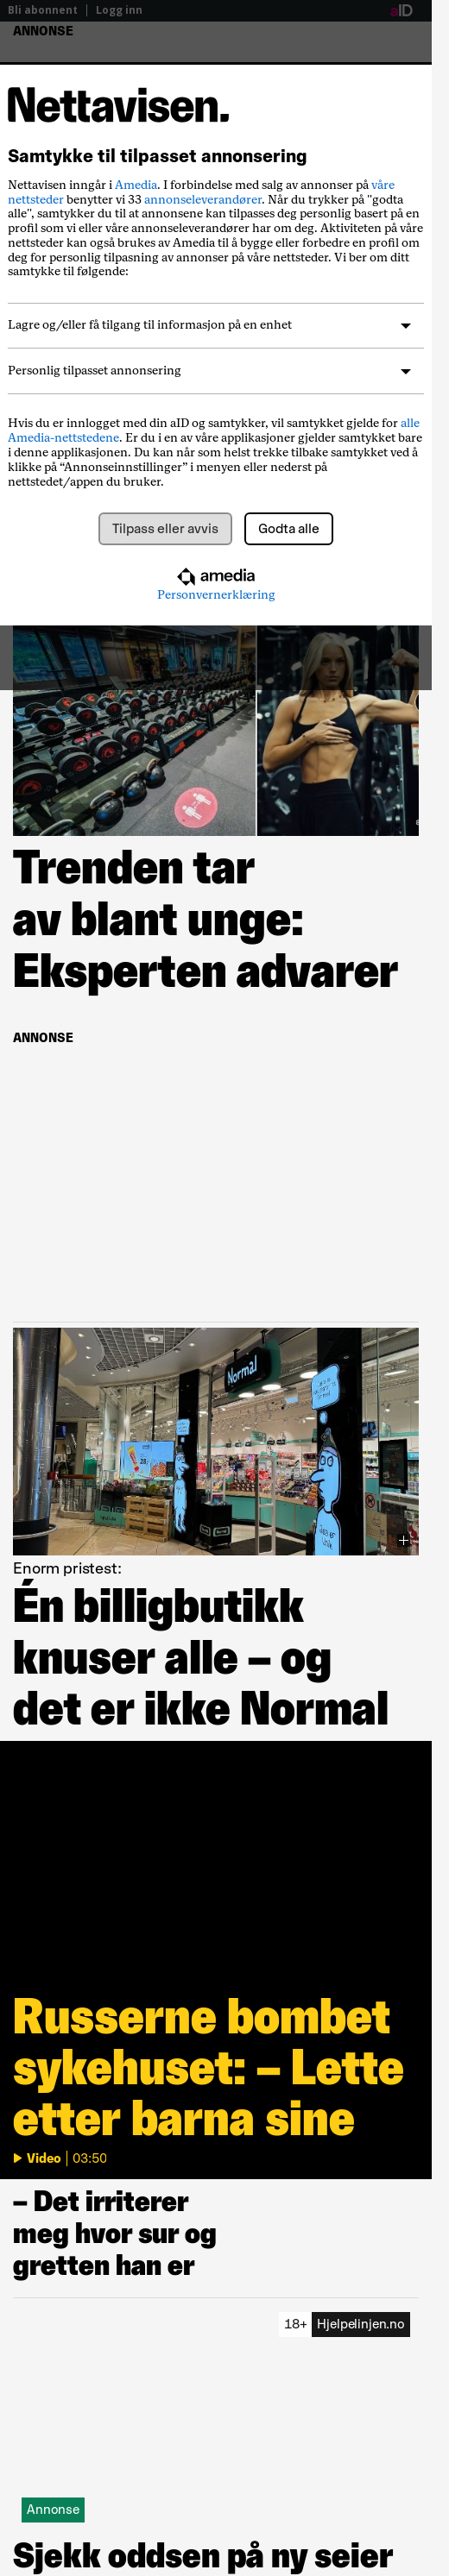 Bli abonnent | Logg inn aID
ANNONSE
Nettavisen.
Samtykke til tilpasset annonsering
Nettavisen inngår i Amedia. I forbindelse med salg av annonser på våre
nettsteder benytter vi 33 annonseleverandører. Når du trykker på "godta
alle", samtykker du til at annonsene kan tilpasses deg personlig basert på en
profil som vi eller våre annonseleverandører har om deg. Aktiviteten på våre
nettsteder kan også brukes av Amedia til å bygge eller forbedre en profil om
deg for personlig tilpasning av annonser på våre nettsteder. Vi ber om ditt
samtykke til følgende:
Lagre og/eller få tilgang til informasjon på en enhet
Personlig tilpasset annonsering
Hvis du er innlogget med din aID og samtykker, vil samtykket gjelde for alle
Amedia-nettstedene. Er du i en av våre applikasjoner gjelder samtykket bare
i denne applikasjonen. Du kan når som helst trekke tilbake samtykket ved å
klikke på “Annonseinnstillinger” i menyen eller nederst på
nettstedet/appen du bruker.
Tilpass eller avvis Godta alle
amedia
Personvernerklæring
Trenden tar
av blant unge:
Eksperten advarer
ANNONSE
Normal
Enorm pristest:
Én billigbutikk
knuser alle – og
det er ikke Normal
Russerne bombet
sykehuset: – Lette
etter barna sine
Video | 03:50
– Det irriterer
meg hvor sur og
gretten han er
18+ Hjelpelinjen.no
Annonse
Sjekk oddsen på ny seier